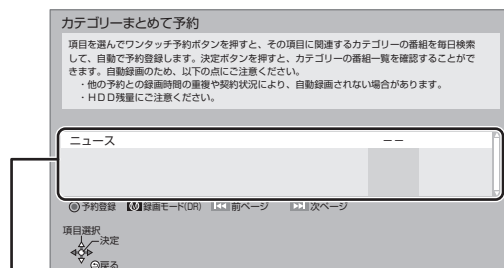 カテゴリーまとめて予約
項目を選んでワンタッチ予約ボタンを押すと、その項目に関連するカテゴリーの番組を毎日検索
して、自動で予約登録します。決定ボタンを押すと、カテゴリーの番組一覧を確認することがで
きます。自動録画のため、以下の点にご注意ください。
・他の予約との録画時間の重複や契約状況により、自動録画されない場合があります。
・HDD残量にご注意ください。
ニュース −−
予約登録 録画モード(DR) 前ページ 次ページ
項目選択
決定
戻る